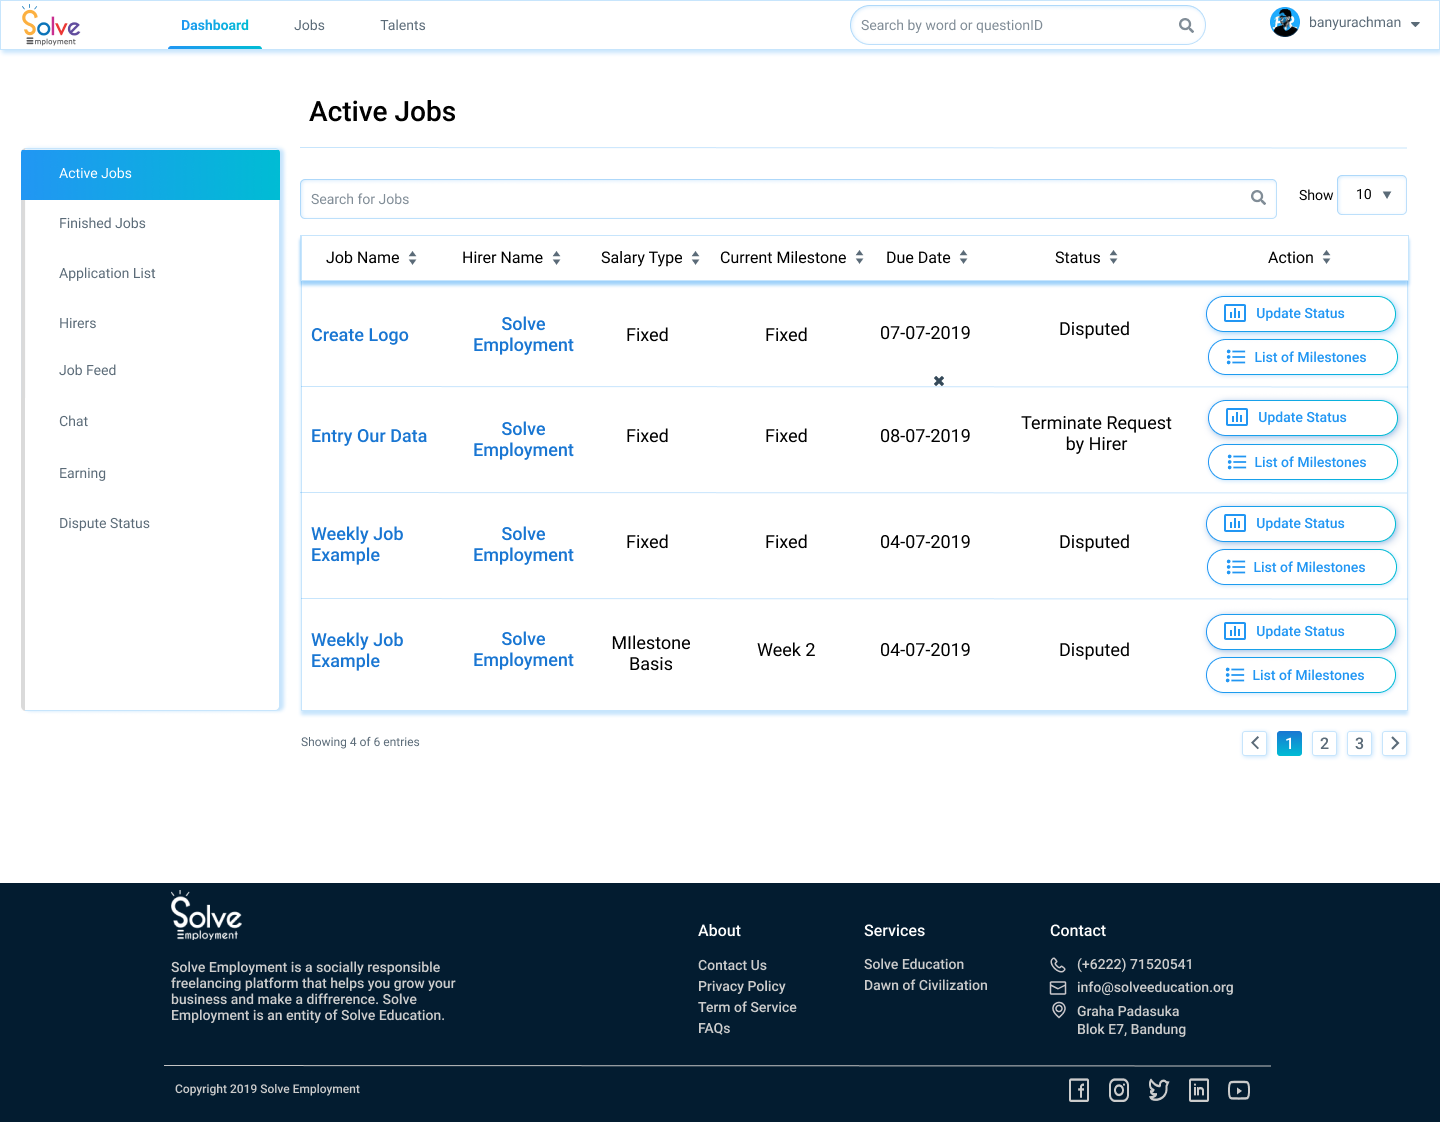 Solve
Employment
Dashboard
Jobs
Talents
Search by word or questionID
banyurachman
Active Jobs
Active Jobs
Finished Jobs
Application List
Hirers
Job Feed
Chat
Earning
Dispute Status
Search for Jobs
Show
10
Job Name
Hirer Name
Salary Type
Current Milestone
Due Date
Status
Action
Create Logo
Solve
Employment
Fixed
Fixed
07-07-2019
Disputed
Update Status
List of Milestones
Entry Our Data
Solve
Employment
Fixed
Fixed
08-07-2019
Terminate Request
by Hirer
Update Status
List of Milestones
Weekly Job
Example
Solve
Employment
Fixed
Fixed
04-07-2019
Disputed
Update Status
List of Milestones
Weekly Job
Example
Solve
Employment
MIlestone
Basis
Week 2
04-07-2019
Disputed
Update Status
List of Milestones
Showing 4 of 6 entries
1
2
3
Solve
Employment
Solve Employment is a socially responsible
freelancing platform that helps you grow your
business and make a diffrerence. Solve
Employment is an entity of Solve Education.
About
Contact Us
Privacy Policy
Term of Service
FAQs
Services
Solve Education
Dawn of Civilization
Contact
(+6222) 71520541
info@solveeducation.org
Graha Padasuka
Blok E7, Bandung
Copyright 2019 Solve Employment